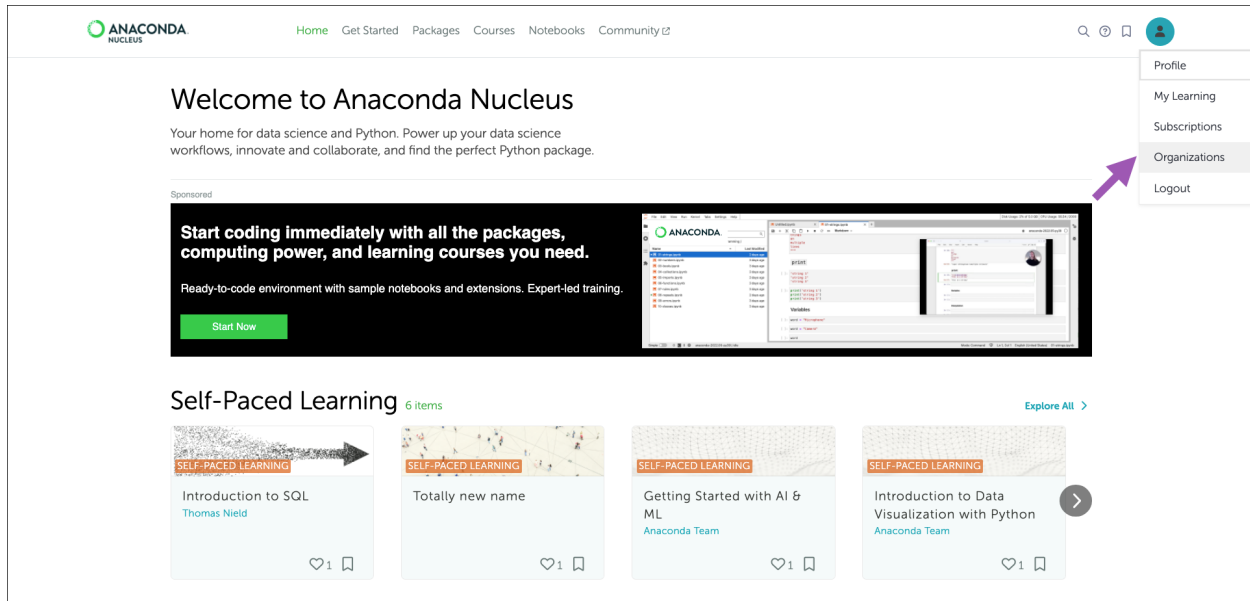 ANACONDA.
NUCLEUS
Home Get Started Packages Courses Notebooks Community
Profile
My Learning
Subscriptions
Organizations
Logout
Welcome to Anaconda Nucleus
Your home for data science and Python. Power up your data science
workflows, innovate and collaborate, and find the perfect Python package.
Sponsored
Start coding immediately with all the packages,
computing power, and learning courses you need.
Ready-to-code environment with sample notebooks and extensions. Expert-led training.
Start Now
ANACONDA.
print
Variables
Self-Paced Learning 6 items
Explore All
SELF-PACED LEARNING
Introduction to SQL
Thomas Nield
1
SELF-PACED LEARNING
Totally new name
1
SELF-PACED LEARNING
Getting Started with AI &
ML
Anaconda Team
1
SELF-PACED LEARNING
Introduction to Data
Visualization with Python
Anaconda Team
1